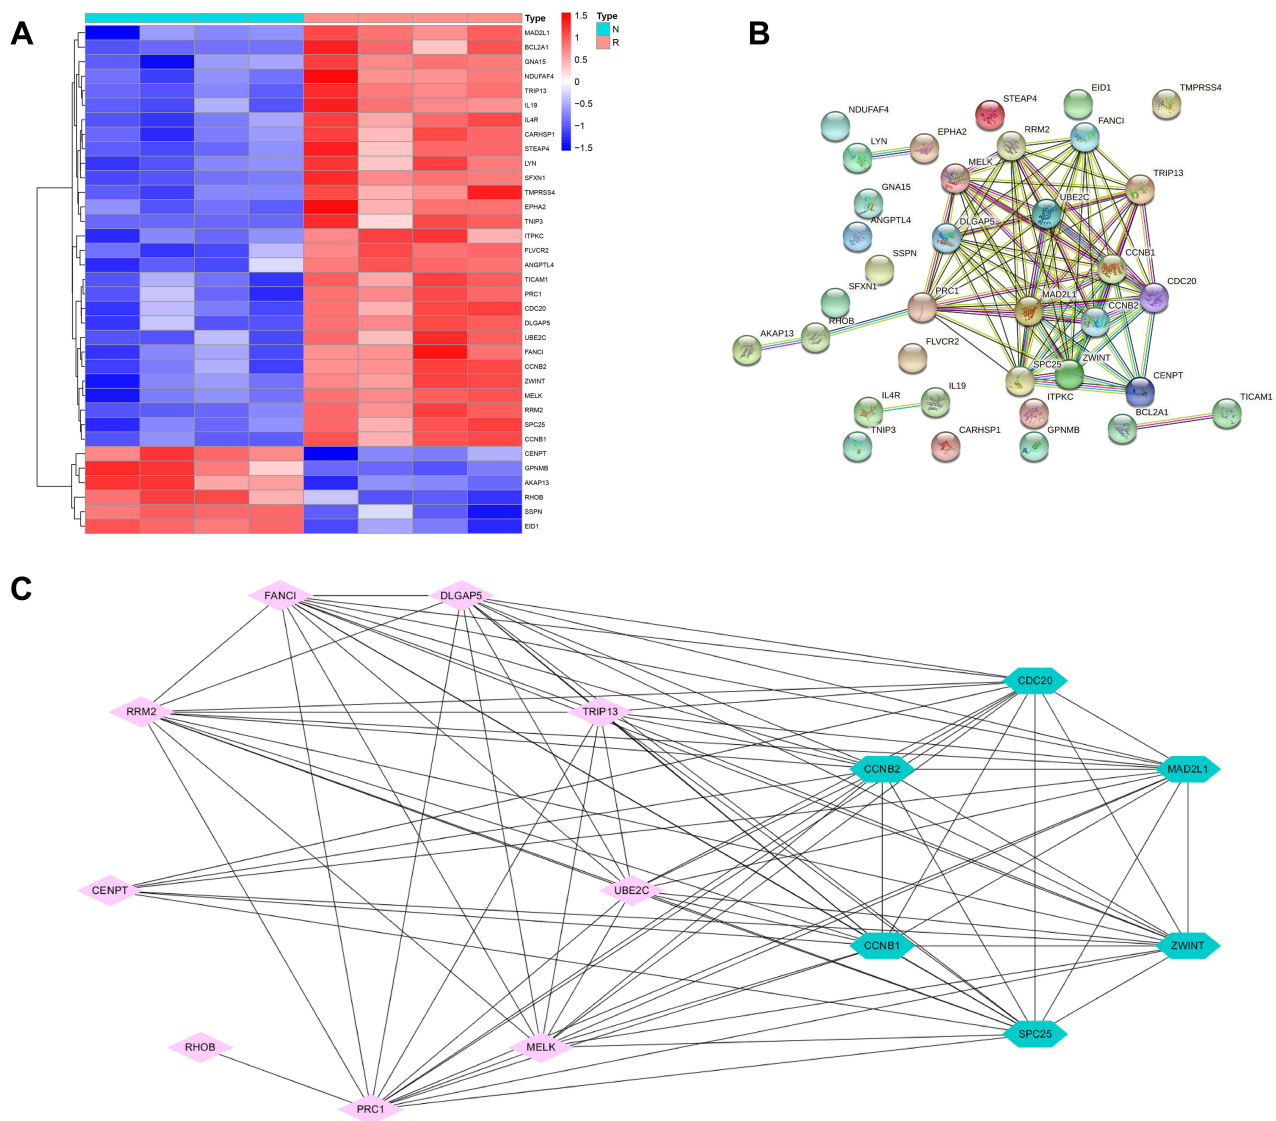 A
Type
MAD2L1
BCL2A1
GNA15
NDUFAF4
TRIP13
IL19
IL4R
CARHSP1
STEAP4
LYN
SFXN1
TMPRSS4
EPHA2
TNIP3
ITPKC
FLVCR2
ANGPTL4
TICAM1
PRC1
CDC20
DLGAP5
UBE2C
FANCI
CCNB2
ZWINT
MELK
RRM2
SPC25
CCNB1
CENPT
GPNMB
AKAP13
RHOB
SSPN
EID1
1.5
1
0.5
0
−0.5
−1
−1.5
Type
N
R
B
NDUFAF4
STEAP4
EID1
TMPRSS4
LYN
EPHA2
RRM2
FANCI
MELK
TRIP13
GNA15
UBE2C
ANGPTL4
DLGAP5
SSPN
CCNB1
SFXN1
PRC1
MAD2L1
CDC20
CCNB2
AKAP13
RHOB
FLVCR2
SPC25
ZWINT
CENPT
IL4R
IL19
ITPKC
BCL2A1
TICAM1
TNIP3
CARHSP1
GPNMB
C
FANCI
DLGAP5
CDC20
RRM2
TRIP13
CCNB2
MAD2L1
CENPT
UBE2C
CCNB1
ZWINT
SPC25
RHOB
MELK
PRC1